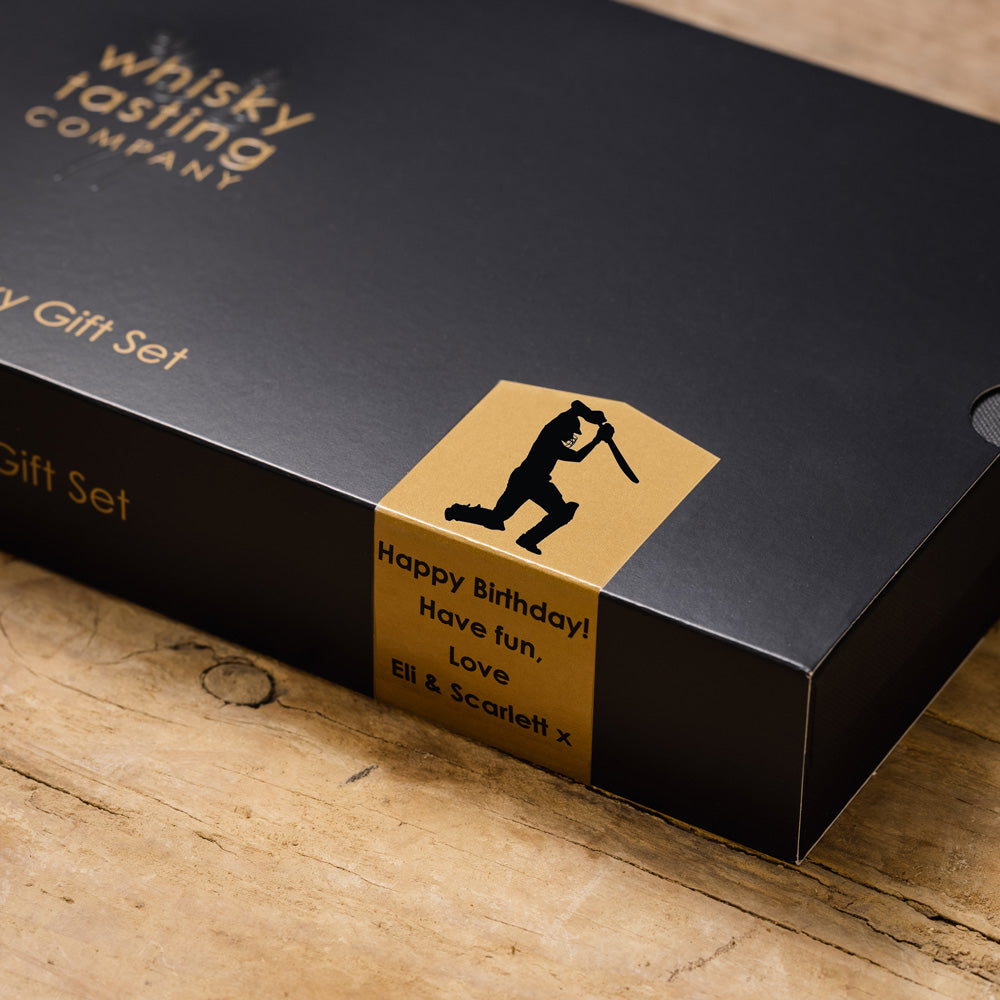 whisky
tasting
COMPANY
Gift Set
Gift Set
Happy Birthday!
Have fun,
Love
Eli & Scarlett x